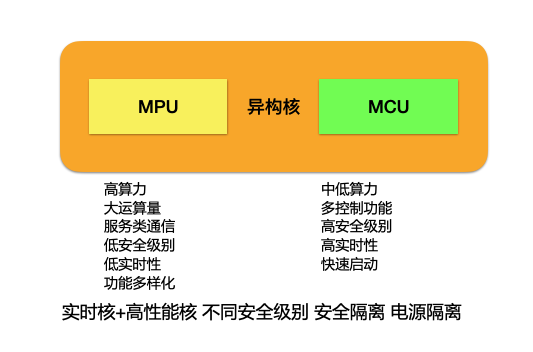 MPU 异构核 MCU
高算力
大运算量
服务类通信
低安全级别
低实时性
功能多样化
中低算力
多控制功能
高安全级别
高实时性
快速启动
实时核+高性能核 不同安全级别 安全隔离 电源隔离